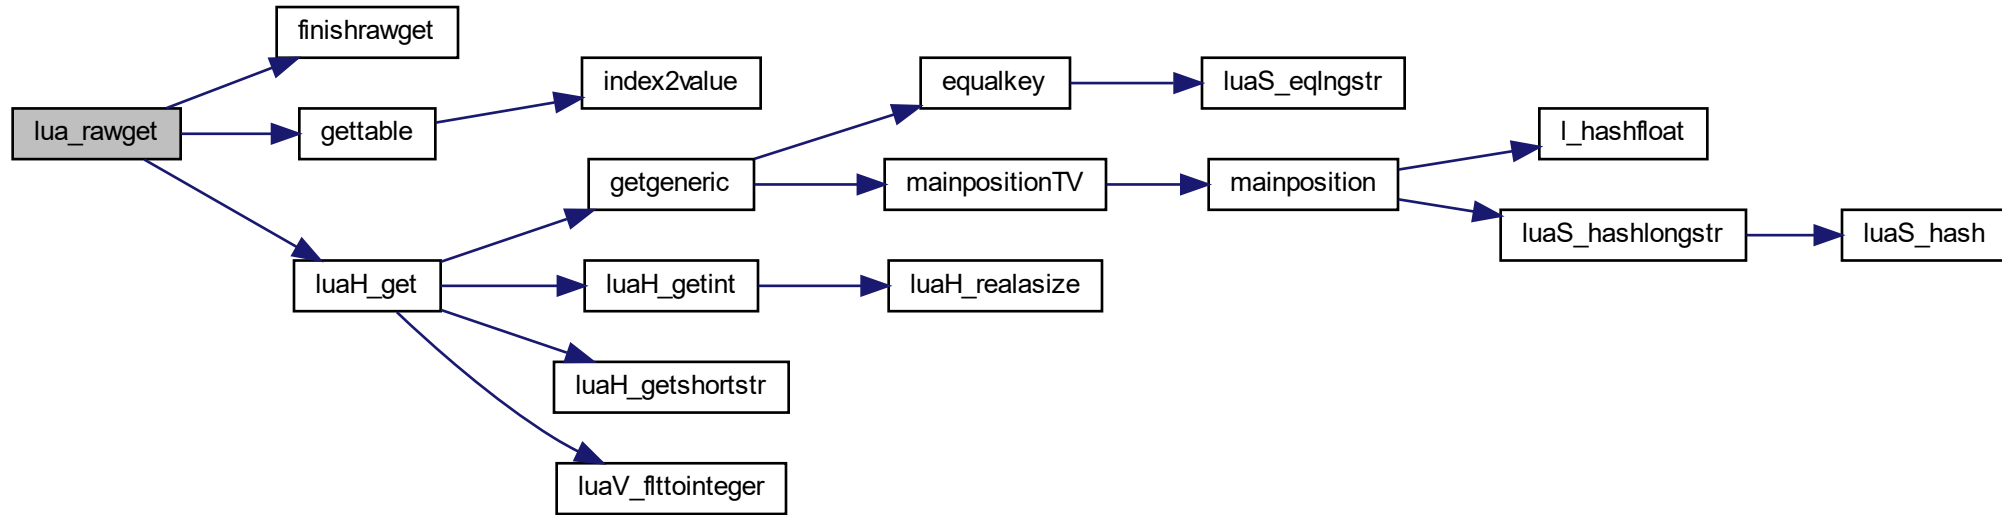 finishrawget
index2value
equalkey
luaS_eqlngstr
lua_rawget
gettable
l_hashfloat
getgeneric
mainpositionTV
mainposition
luaS_hashlongstr
luaS_hash
luaH_get
luaH_getint
luaH_realasize
luaH_getshortstr
luaV_flttointeger